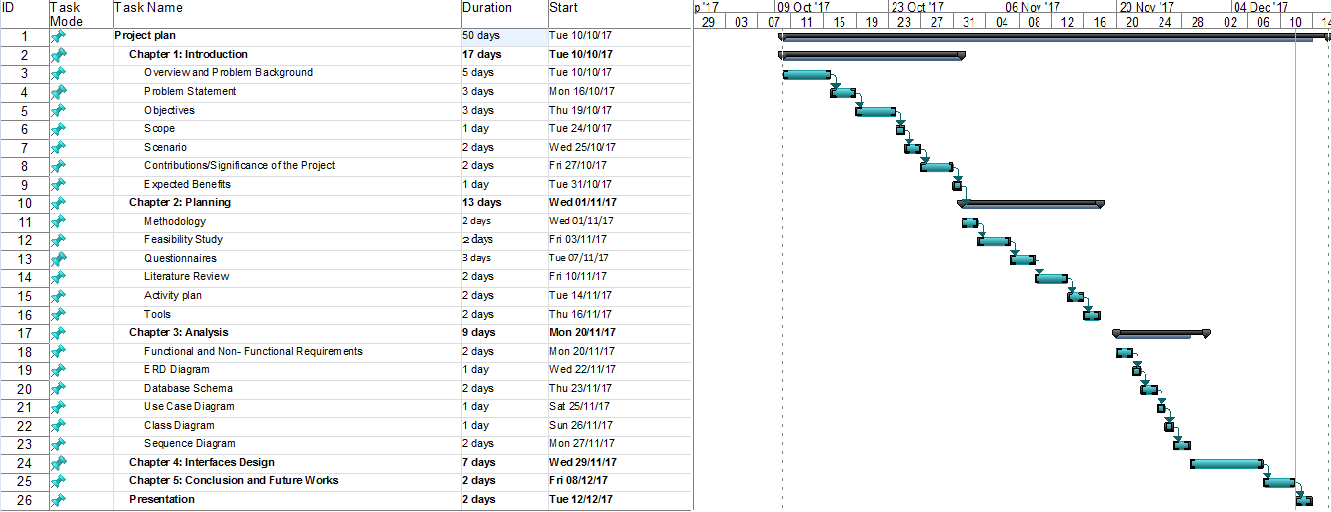 ID Task Mode Task Name Duration Start p '17 09 Oct '17 23 Oct '17 06 Nov '17 20 Nov '17 04 Dec '17
29 03 07 11 15 19 23 27 31 04 08 12 16 20 24 28 02 06 10 14
1 Project plan 50 days Tue 10/10/17
2 Chapter 1: Introduction 17 days Tue 10/10/17
3 Overview and Problem Background 5 days Tue 10/10/17
4 Problem Statement 3 days Mon 16/10/17
5 Objectives 3 days Thu 19/10/17
6 Scope 1 day Tue 24/10/17
7 Scenario 2 days Wed 25/10/17
8 Contributions/Significance of the Project 2 days Fri 27/10/17
9 Expected Benefits 1 day Tue 31/10/17
10 Chapter 2: Planning 13 days Wed 01/11/17
11 Methodology 2 days Wed 01/11/17
12 Feasibility Study 2 days Fri 03/11/17
13 Questionnaires 3 days Tue 07/11/17
14 Literature Review 2 days Fri 10/11/17
15 Activity plan 2 days Tue 14/11/17
16 Tools 2 days Thu 16/11/17
17 Chapter 3: Analysis 9 days Mon 20/11/17
18 Functional and Non- Functional Requirements 2 days Mon 20/11/17
19 ERD Diagram 1 day Wed 22/11/17
20 Database Schema 2 days Thu 23/11/17
21 Use Case Diagram 1 day Sat 25/11/17
22 Class Diagram 1 day Sun 26/11/17
23 Sequence Diagram 2 days Mon 27/11/17
24 Chapter 4: Interfaces Design 7 days Wed 29/11/17
25 Chapter 5: Conclusion and Future Works 2 days Fri 08/12/17
26 Presentation 2 days Tue 12/12/17